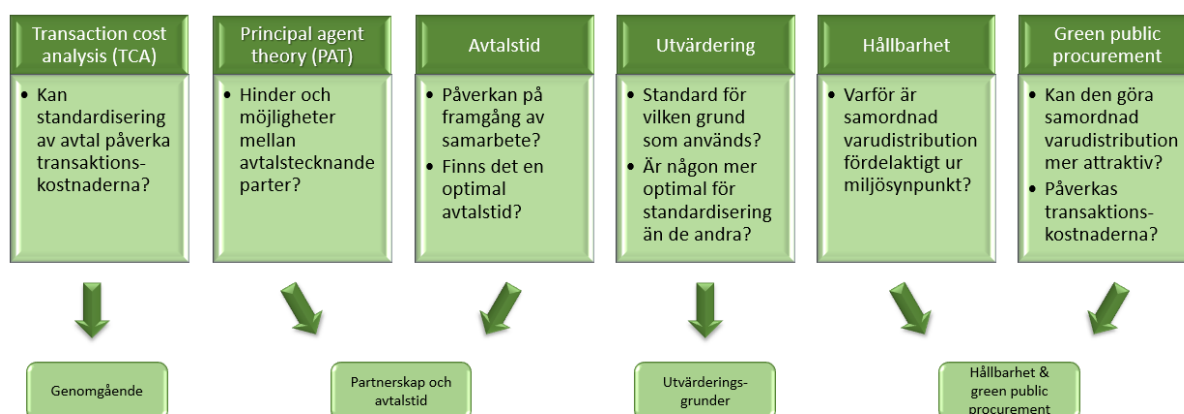 Transaction cost
analysis (TCA)
• Kan
standardisering
av avtal påverka
transaktions-
kostnaderna?
Principal agent
theory (PAT)
• Hinder och
möjligheter
mellan
avtalstecknande
parter?
Avtalstid
• Påverkan på
framgång av
samarbete?
• Finns det en
optimal
avtalstid?
Utvärdering
• Standard för
vilken grund
som används?
• Är någon mer
optimal för
standardisering
än de andra?
Hållbarhet
• Varför är
samordnad
varudistribution
fördelaktigt ur
miljösynpunkt?
Green public
procurement
• Kan den göra
samordnad
varudistribution
mer attraktiv?
• Påverkas
transaktions-
kostnaderna?
Genomgående
Partnerskap och
avtalstid
Utvärderings-
grunder
Hållbarhet &
green public
procurement